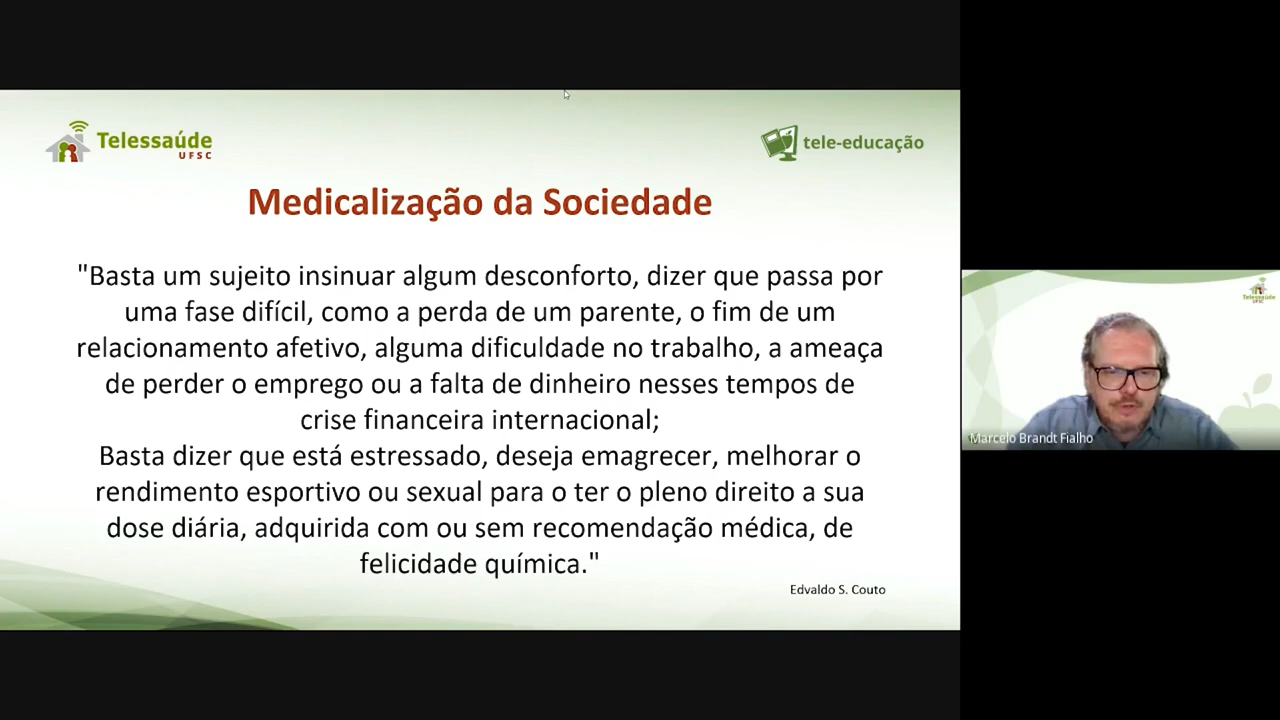 Telessaúde
UFSC
tele-educação
Medicalização da Sociedade
"Basta um sujeito insinuar algum desconforto, dizer que passa por
uma fase difícil, como a perda de um parente, o fim de um
relacionamento afetivo, alguma dificuldade no trabalho, a ameaça
de perder o emprego ou a falta de dinheiro nesses tempos de
crise financeira internacional;
Basta dizer que está estressado, deseja emagrecer, melhorar o
rendimento esportivo ou sexual para o ter o pleno direito a sua
dose diária, adquirida com ou sem recomendação médica, de
felicidade química."
Edvaldo S. Couto
Telessaúde
UFSC
Marcelo Brandt Fialho